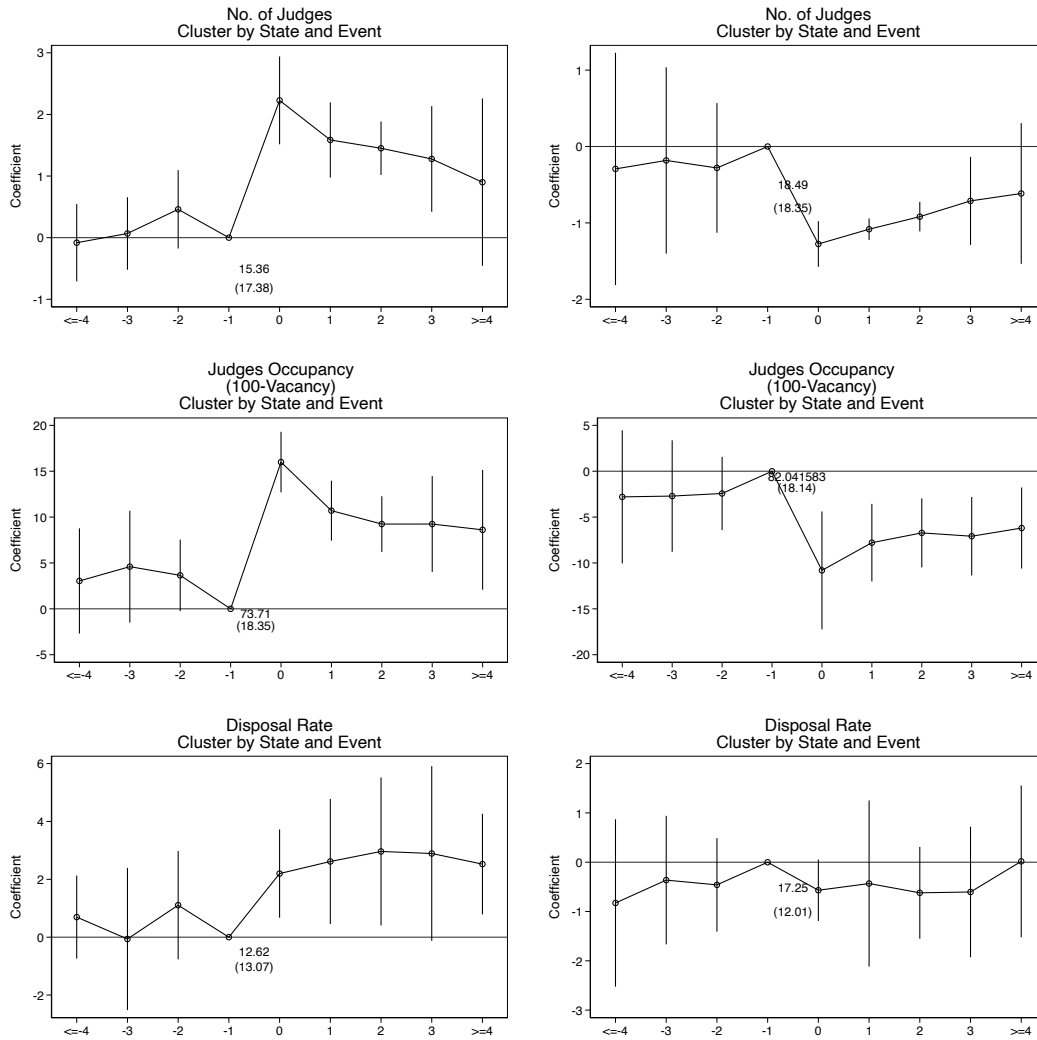 No. of Judges
Cluster by State and Event
Coefficient
3
2
1
0
-1
15.36
(17.38)
<=-4 -3 -2 -1 0 1 2 3 >=4
No. of Judges
Cluster by State and Event
Coefficient
1
0
-1
-2
18.49
(18.35)
<=-4 -3 -2 -1 0 1 2 3 >=4
Judges Occupancy
(100-Vacancy)
Cluster by State and Event
Coefficient
20
15
10
5
0
-5
73.71
(18.35)
<=-4 -3 -2 -1 0 1 2 3 >=4
Judges Occupancy
(100-Vacancy)
Cluster by State and Event
Coefficient
5
0
-5
-10
-15
-20
82.041583
(18.14)
<=-4 -3 -2 -1 0 1 2 3 >=4
Disposal Rate
Cluster by State and Event
Coefficient
6
4
2
0
-2
12.62
(13.07)
<=-4 -3 -2 -1 0 1 2 3 >=4
Disposal Rate
Cluster by State and Event
Coefficient
2
1
0
-1
-2
-3
17.25
(12.01)
<=-4 -3 -2 -1 0 1 2 3 >=4